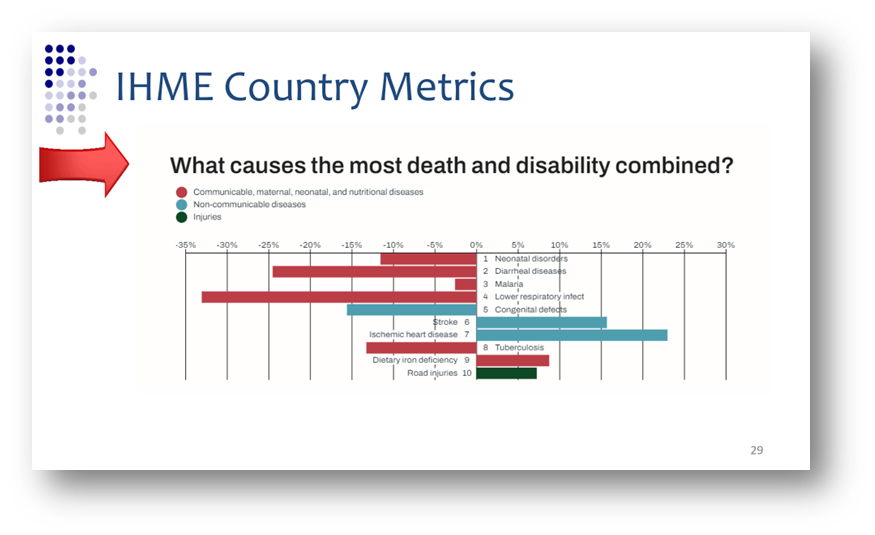 IHME Country Metrics
What causes the most death and disability combined?
Communicable, maternal, neonatal, and nutritional diseases
Non-communicable diseases
Injuries
-35% -30% -25% -20% -15% -10% -5% 0% 5% 10% 15% 20% 25% 30%
1 Neonatal disorders
2 Diarrheal diseases
3 Malaria
4 Lower respiratory infect
5 Congenital defects
Stroke 6
Ischemic heart disease 7
8 Tuberculosis
Dietary iron deficiency 9
Road injuries 10
29